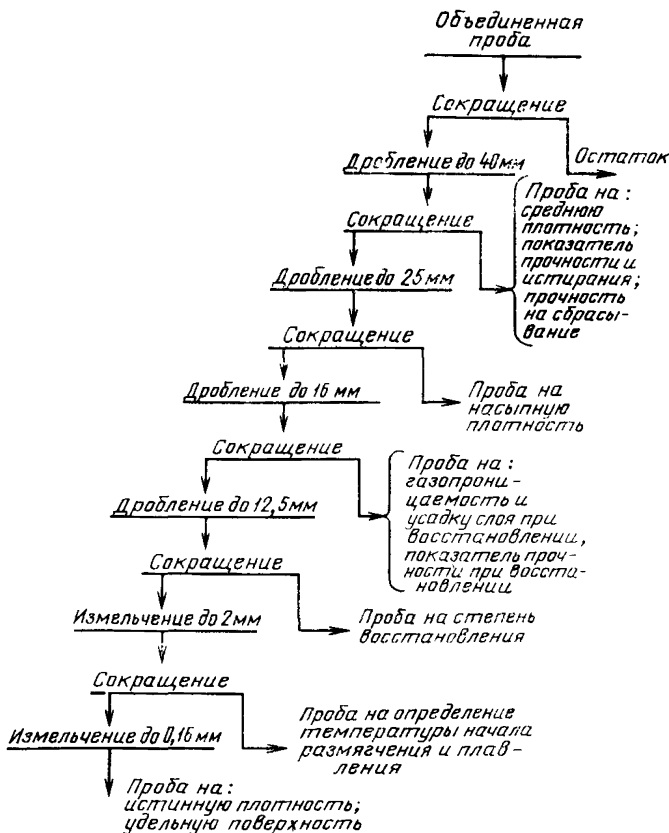 Объединенная
проба
Сокращение
Остаток
Дробление до 40мм
Проба на:
среднюю
плотность;
показатель
прочности и
истирания;
прочность
на сбрасы-
вание
Сокращение
Дробление до 25мм
Сокращение
Проба на
насыпную
плотность
Дробление до 16 мм
Сокращение
Проба на:
газопрони-
цаемость и
усадку слоя при
восстановлении,
показатель проч-
ности при восста-
новлении
Дробление до 12,5мм
Сокращение
Проба на степень
восстановления
Измельчение до 2мм
Сокращение
Проба на определение
температуры начала
размягчения и плав-
ления
Измельчение до 0,16 мм
Проба на:
истинную плотность;
удельную поверхность